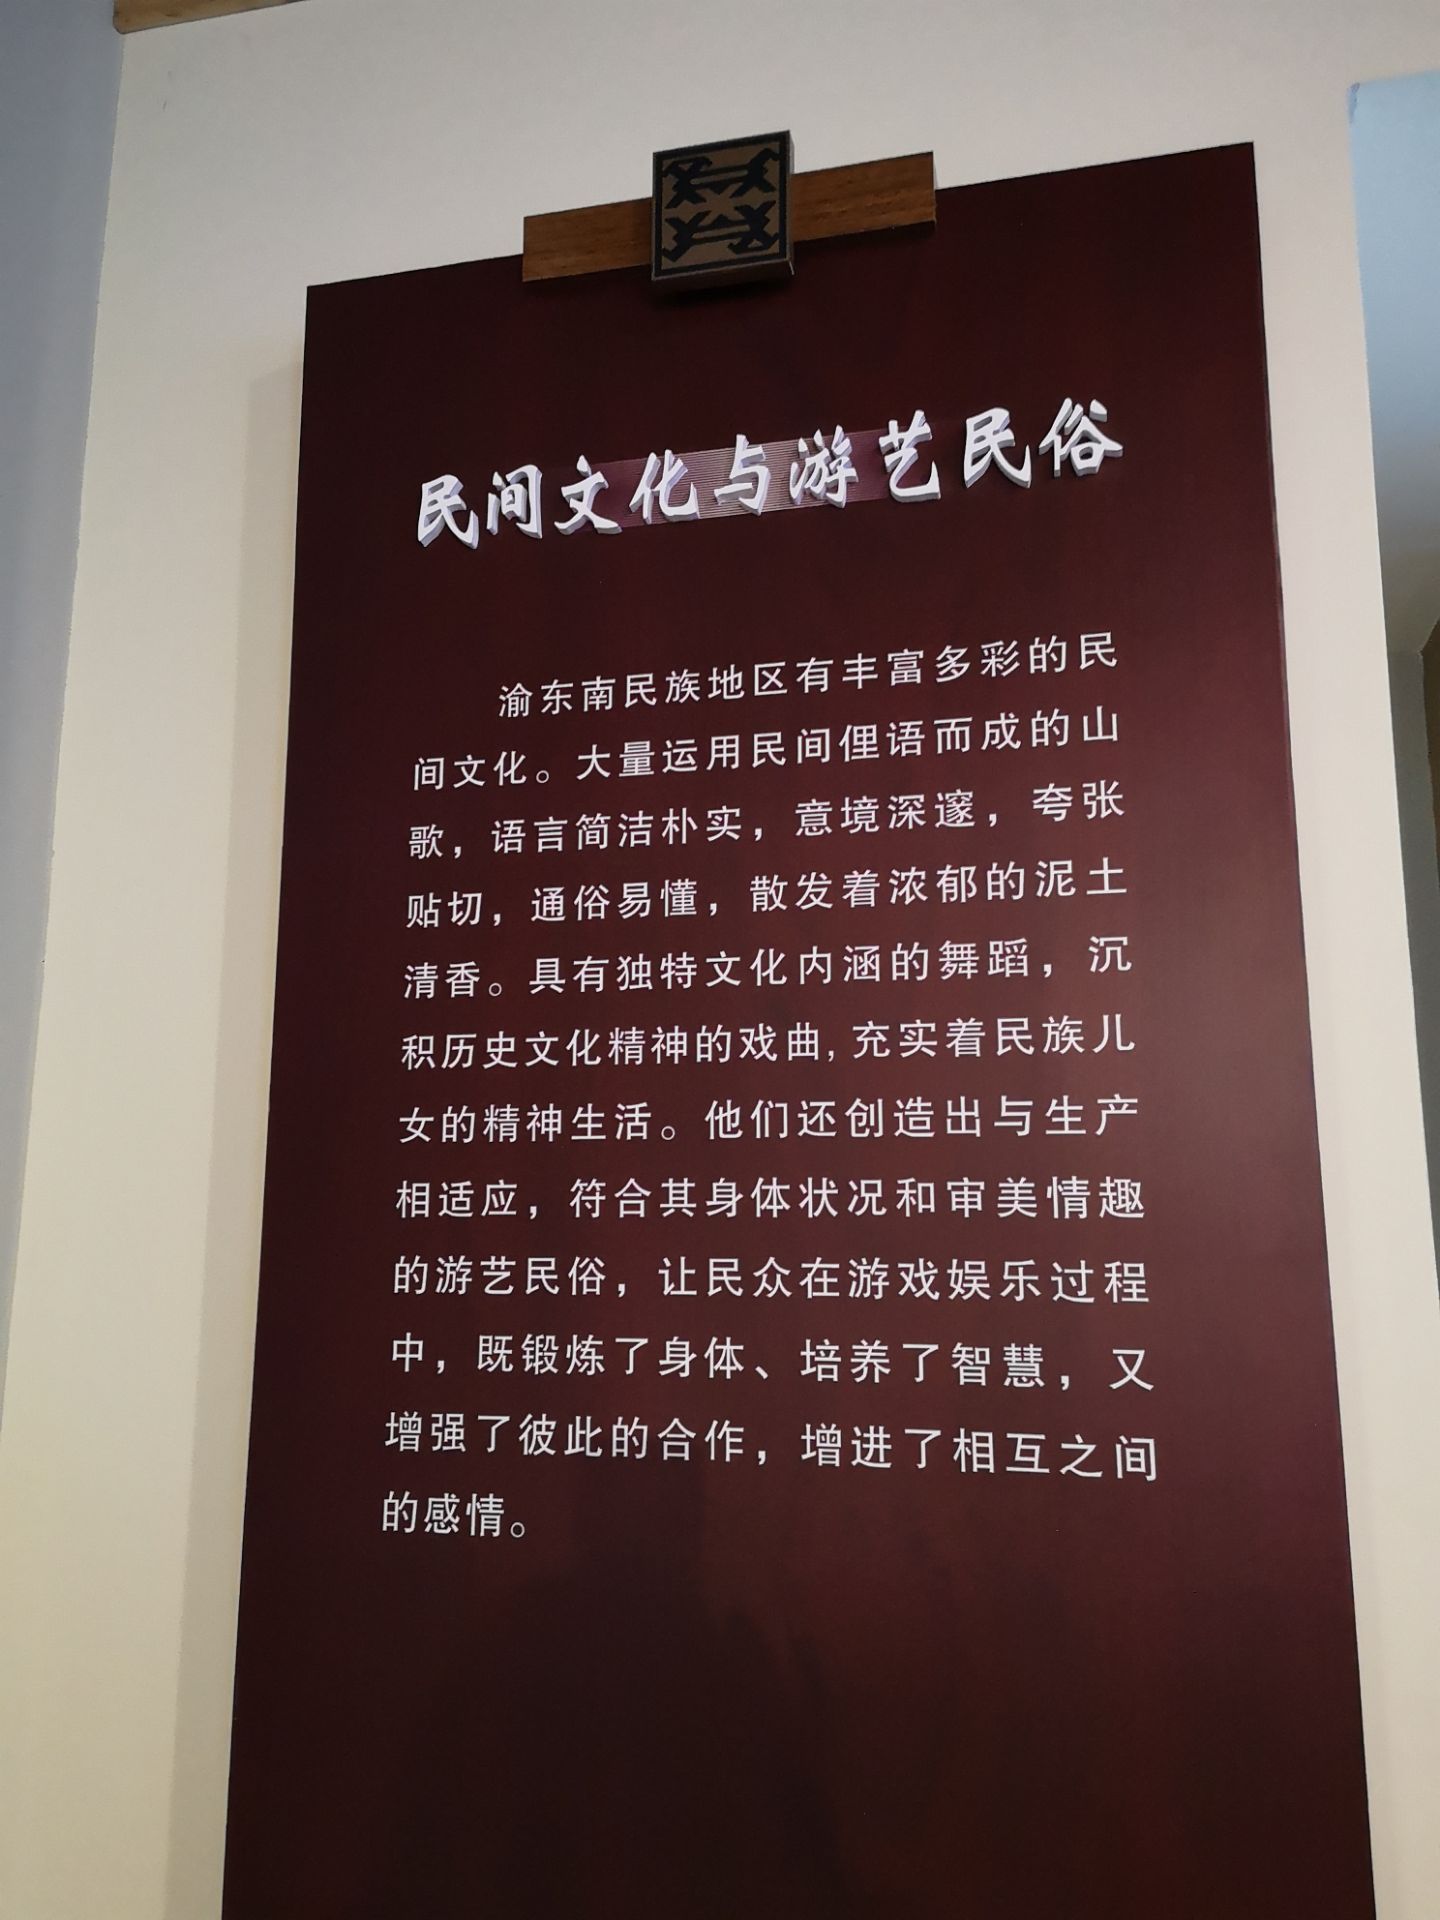 民间文化与游艺民俗
渝东南民族地区有丰富多彩的民
间文化。大量运用民间俚语而成的山
歌，语言简洁朴实，意境深邃，夸张
贴切，通俗易懂，散发着浓郁的泥土
清香。具有独特文化内涵的舞蹈，沉
积历史文化精神的戏曲,充实着民族儿
女的精神生活。他们还创造出与生产
相适应，符合其身体状况和审美情趣
的游艺民俗，让民众在游戏娱乐过程
中，既锻炼了身体、培养了智慧，又
增强了彼此的合作，增进了相互之间
的感情。